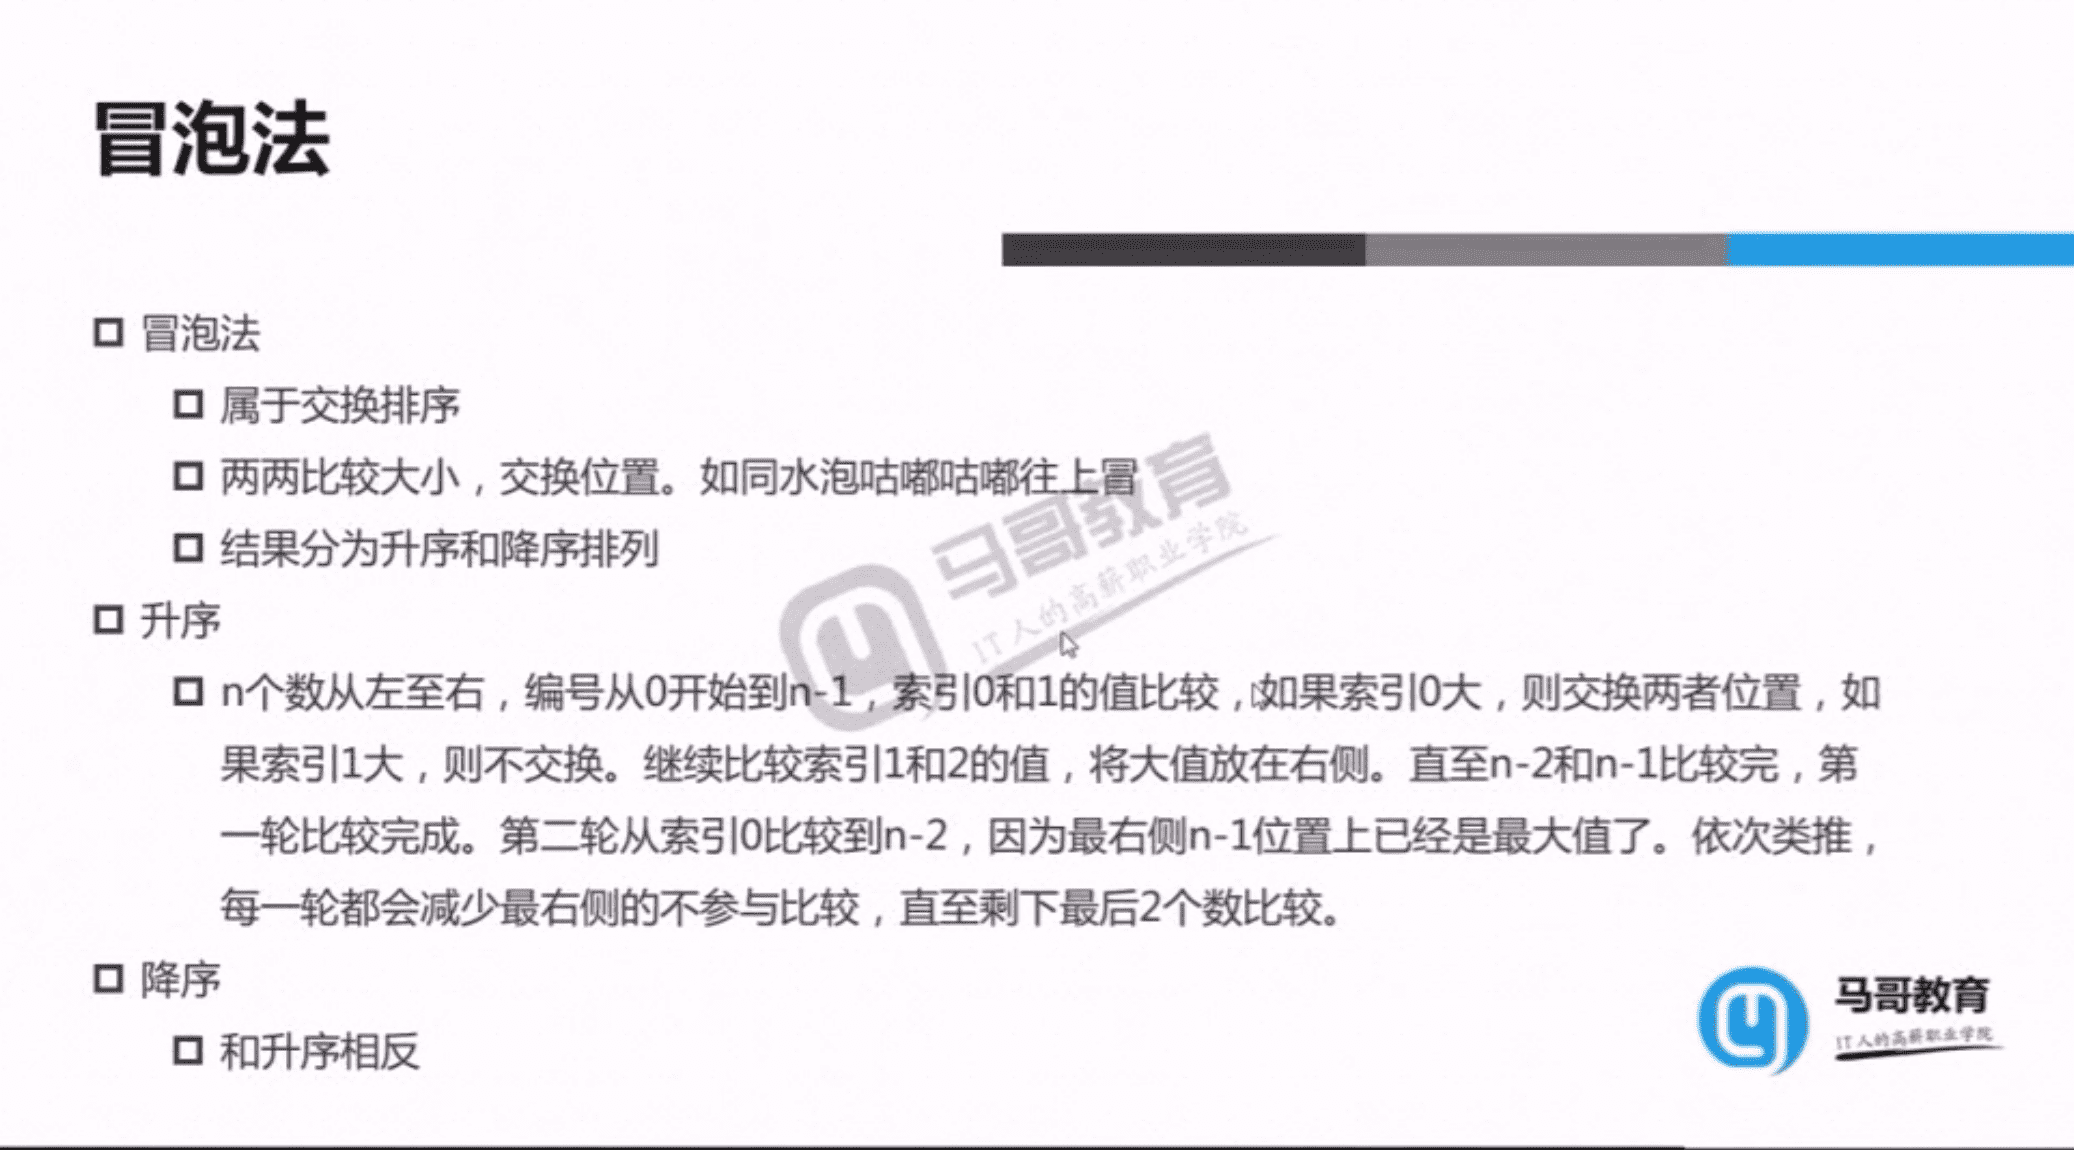 冒泡法
冒泡法
属于交换排序
两两比较大小，交换位置。如同水泡咕嘟咕嘟往上冒
结果分为升序和降序排列
马哥教育
IT人的高薪职业学院
升序
n个数从左至右，编号从0开始到n-1，索引0和1的值比较，如果索引0大，则交换两者位置，如
果索引1大，则不交换。继续比较索引1和2的值，将大值放在右侧。直至n-2和n-1比较完，第
一轮比较完成。第二轮从索引0比较到n-2，因为最右侧n-1位置上已经是最大值了。依次类推，
每一轮都会减少最右侧的不参与比较，直至剩下最后2个数比较。
降序
和升序相反
马哥教育
IT人的高薪职业学院